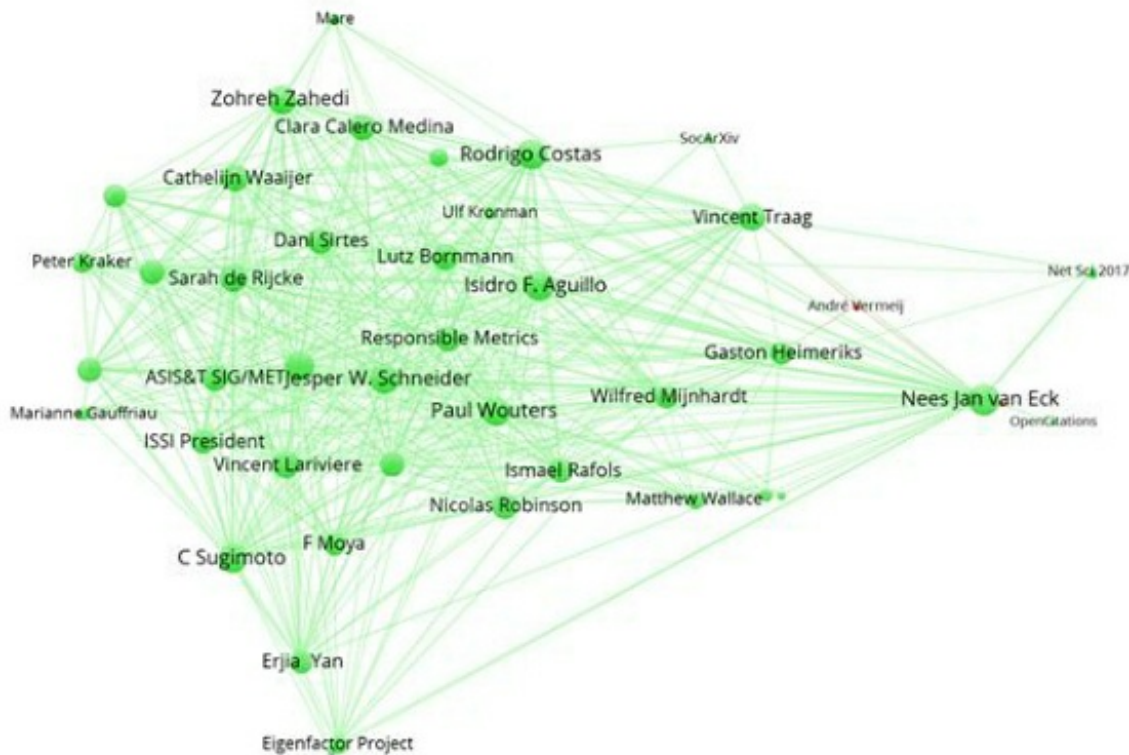 Mare
Zohreh Zahedi
Clara Calero Medina
SocArXiv
Rodrigo Costas
Cathelijn Waaijer
Ulf Kronman
Vincent Traag
Dani Sirtes
Lutz Bornmann
Peter Kraker
Net Sci 2017
Sarah de Rijcke
Isidro F. Aguillo
André Vermeij
Responsible Metrics
Gaston Heimeriks
ASIS&T SIG/MET
Jesper W. Schneider
Wilfred Mijnhardt
Nees Jan van Eck
Marianne Gauffriau
Paul Wouters
OpenCitations
ISSI President
Vincent Lariviere
Ismael Rafols
Matthew Wallace
Nicolas Robinson
F Moya
C Sugimoto
Erjia_Yan
Eigenfactor Project